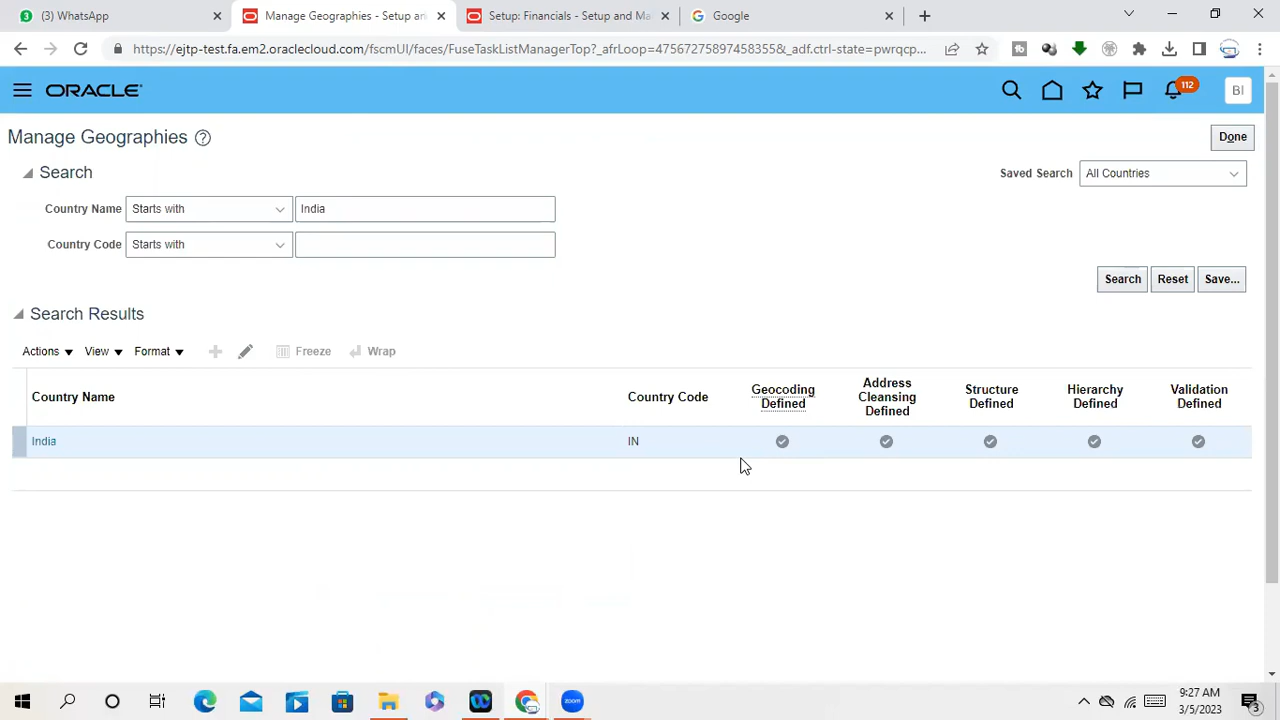 (3) WhatsApp
Manage Geographies - Setup an
Setup: Financials - Setup and Ma
Google
https://ejtp-test.fa.em2.oraclecloud.com/fscmUI/faces/FuseTaskListManagerTop?_afrLoop=47567275897458355&_adf.ctrl-state=pwrqcp...
ORACLE
112
BI
Manage Geographies
Done
Search
Saved Search All Countries
Country Name Starts with India
Country Code Starts with
Search Reset Save...
Search Results
Actions View Format Freeze Wrap
Country Name Country Code Geocoding Defined Address Cleansing Defined Structure Defined Hierarchy Defined Validation Defined
India IN
zoom
9:27 AM
3/5/2023
3